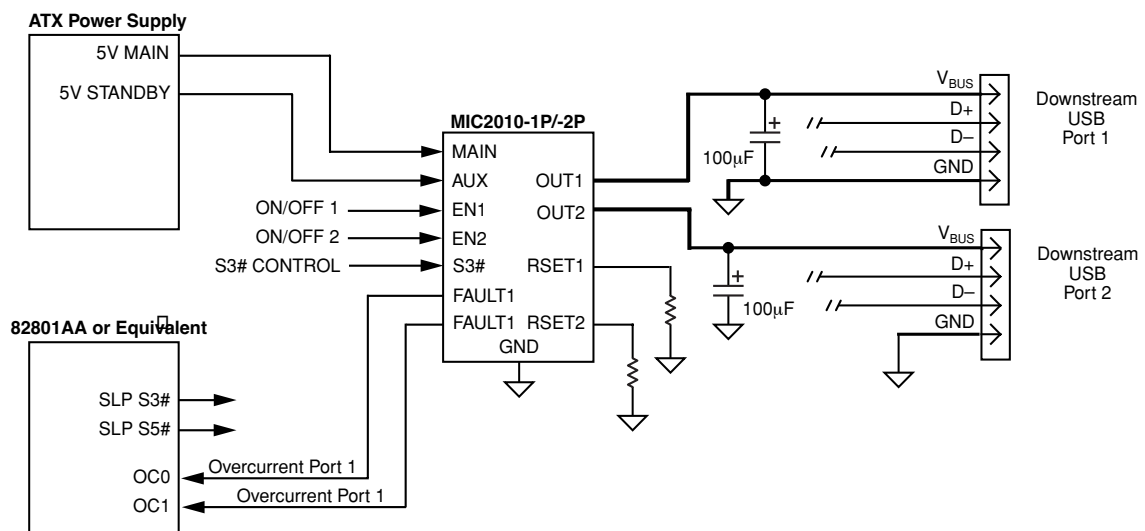 ATX Power Supply
5V MAIN
5V STANDBY
MIC2010-1P/-2P
MAIN
AUX
EN1
EN2
S3#
FAULT1
FAULT1
OUT1
OUT2
RSET1
RSET2
GND
ON/OFF 1
ON/OFF 2
S3# CONTROL
82801AA or Equivalent
SLP S3#
SLP S5#
OC0
OC1
Overcurrent Port 1
Overcurrent Port 1
+
100µF
VBUS
D+
D–
GND
Downstream
USB
Port 1
+
100µF
VBUS
D+
D–
GND
Downstream
USB
Port 2